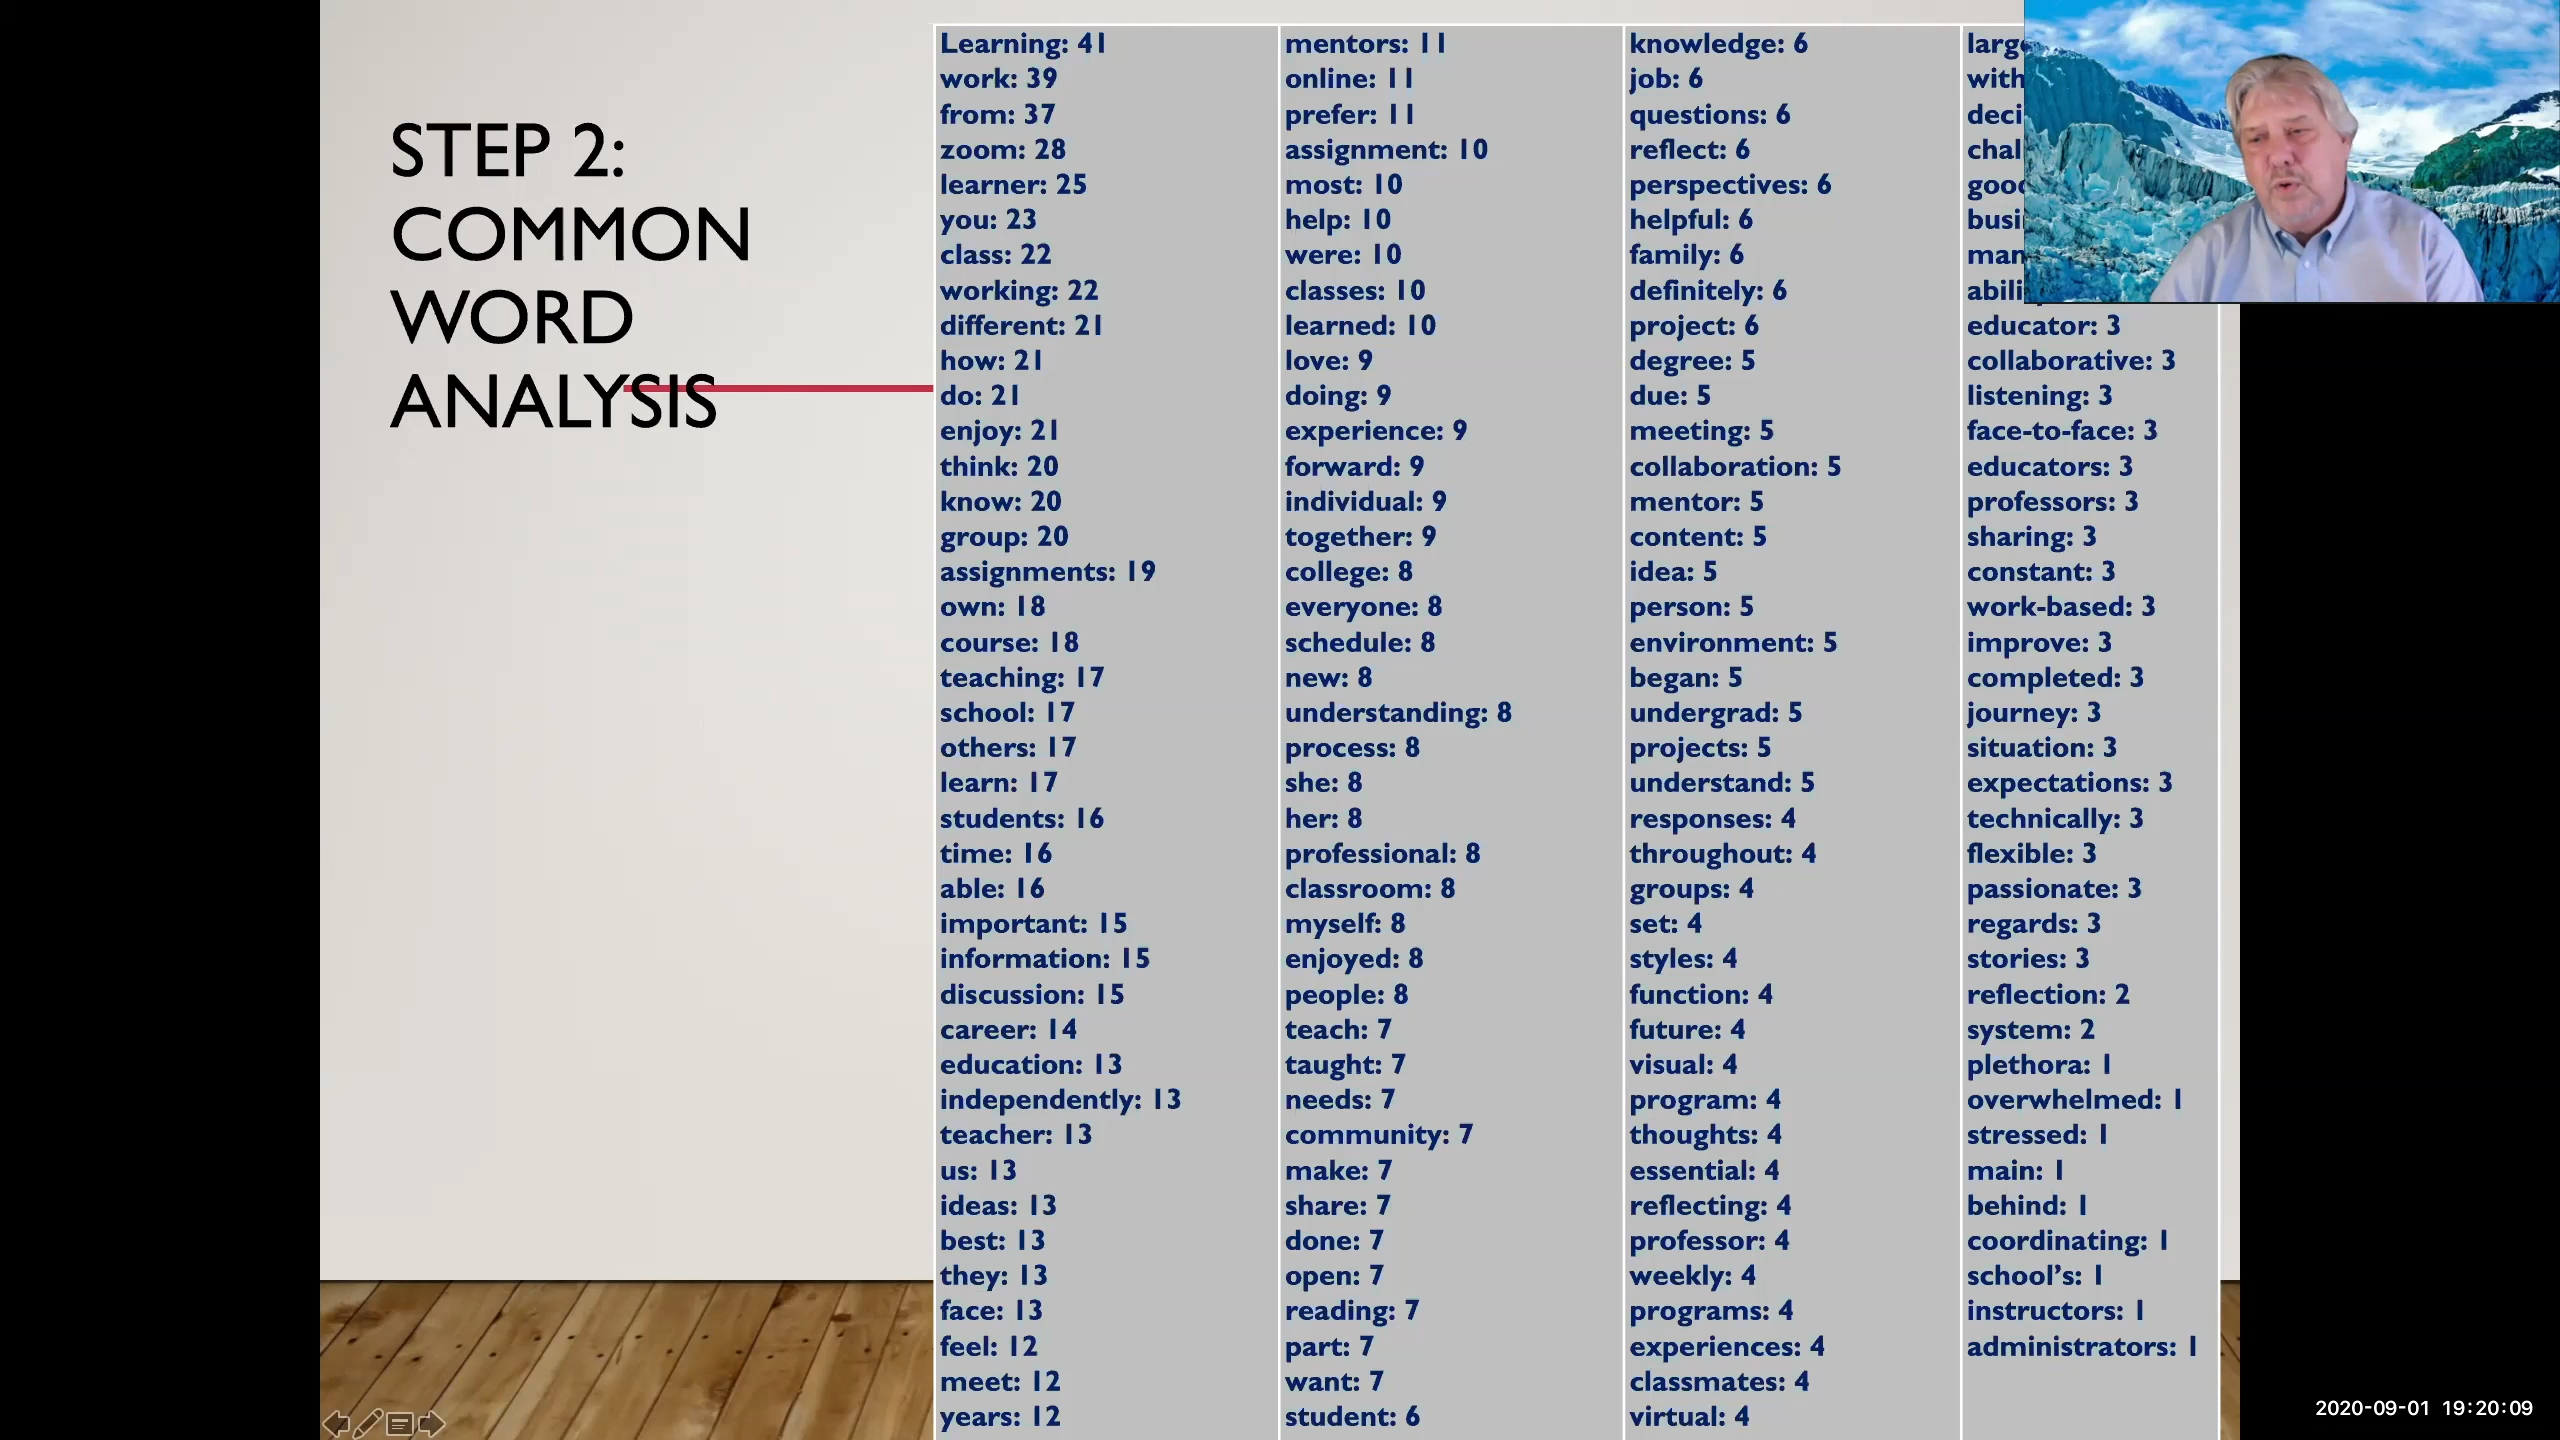 STEP 2:
COMMON
WORD
ANALYSIS
Learning: 41
work: 39
from: 37
zoom: 28
learner: 25
you: 23
class: 22
working: 22
different: 21
how: 21
do: 21
enjoy: 21
think: 20
know: 20
group: 20
assignments: 19
own: 18
course: 18
teaching: 17
school: 17
others: 17
learn: 17
students: 16
time: 16
able: 16
important: 15
information: 15
discussion: 15
career: 14
education: 13
independently: 13
teacher: 13
us: 13
ideas: 13
best: 13
they: 13
face: 13
feel: 12
meet: 12
years: 12
mentors: 11
online: 11
prefer: 11
assignment: 10
most: 10
help: 10
were: 10
classes: 10
learned: 10
love: 9
doing: 9
experience: 9
forward: 9
individual: 9
together: 9
college: 8
everyone: 8
schedule: 8
new: 8
understanding: 8
process: 8
she: 8
her: 8
professional: 8
classroom: 8
myself: 8
enjoyed: 8
people: 8
teach: 7
taught: 7
needs: 7
community: 7
make: 7
share: 7
done: 7
open: 7
reading: 7
part: 7
want: 7
student: 6
knowledge: 6
job: 6
questions: 6
reflect: 6
perspectives: 6
helpful: 6
family: 6
definitely: 6
project: 6
degree: 5
due: 5
meeting: 5
collaboration: 5
mentor: 5
content: 5
idea: 5
person: 5
environment: 5
began: 5
undergrad: 5
projects: 5
understand: 5
responses: 4
throughout: 4
groups: 4
set: 4
styles: 4
function: 4
future: 4
visual: 4
program: 4
thoughts: 4
essential: 4
reflecting: 4
professor: 4
weekly: 4
programs: 4
experiences: 4
classmates: 4
virtual: 4
educator: 3
collaborative: 3
listening: 3
face-to-face: 3
educators: 3
professors: 3
sharing: 3
constant: 3
work-based: 3
improve: 3
completed: 3
journey: 3
situation: 3
expectations: 3
technically: 3
flexible: 3
passionate: 3
regards: 3
stories: 3
reflection: 2
system: 2
plethora: 1
overwhelmed: 1
stressed: 1
main: 1
behind: 1
coordinating: 1
school's: 1
instructors: 1
administrators: 1
2020-09-01 19:20:09